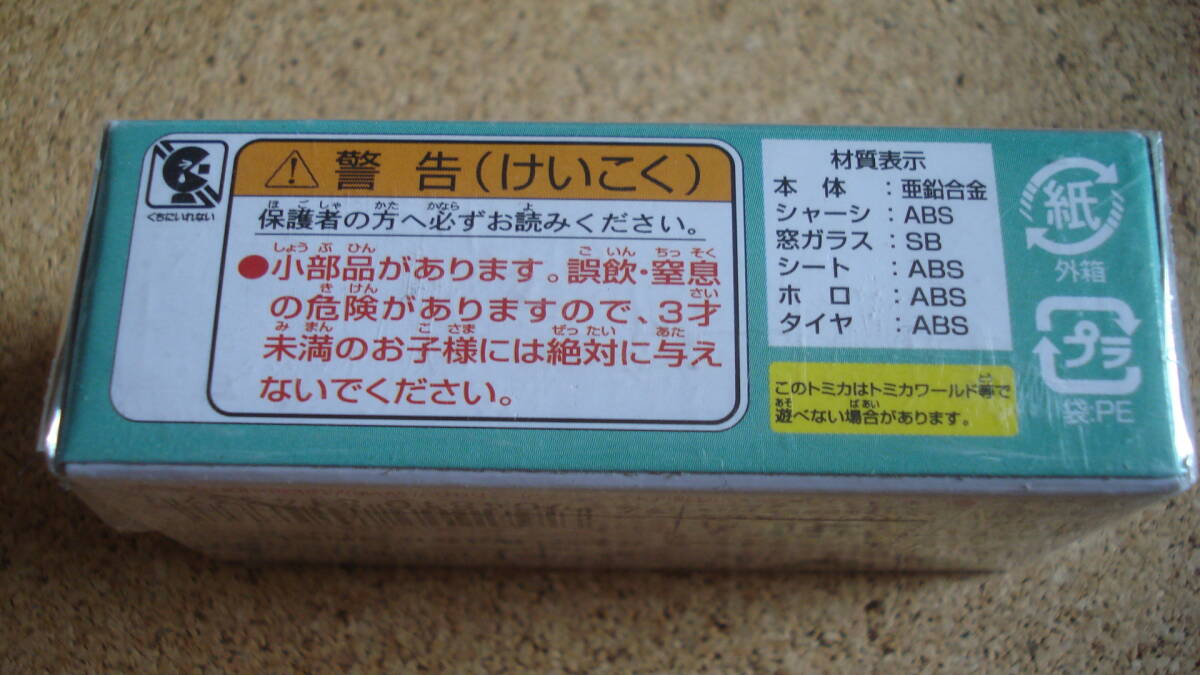 くちにいれない
警告(けいこく)
保護者の方へ必ずお読みください。
●小部品があります。誤飲・窒息
の危険がありますので、3才
未満のお子様には絶対に与え
ないでください。
材質表示
本体:亜鉛合金
シャーシ:ABS
窓ガラス:SB
シート:ABS
ホロ:ABS
タイヤ:ABS
このトミカはトミカワールド等で
遊べない場合があります。
紙
外箱
プラ
袋:PE